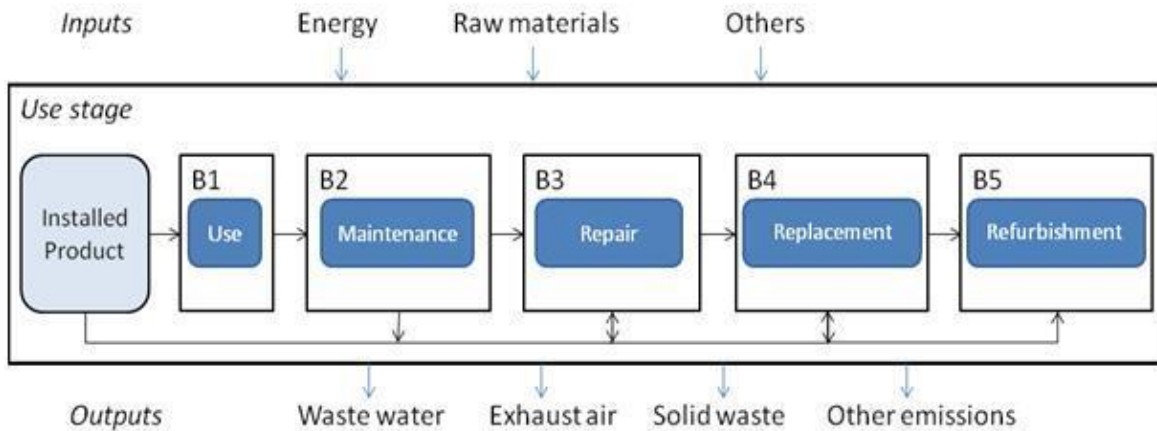 Inputs Energy Raw materials Others
Use stage
Installed
Product
B1
Use
B2
Maintenance
B3
Repair
B4
Replacement
B5
Refurbishment
Outputs Waste water Exhaust air Solid waste Other emissions